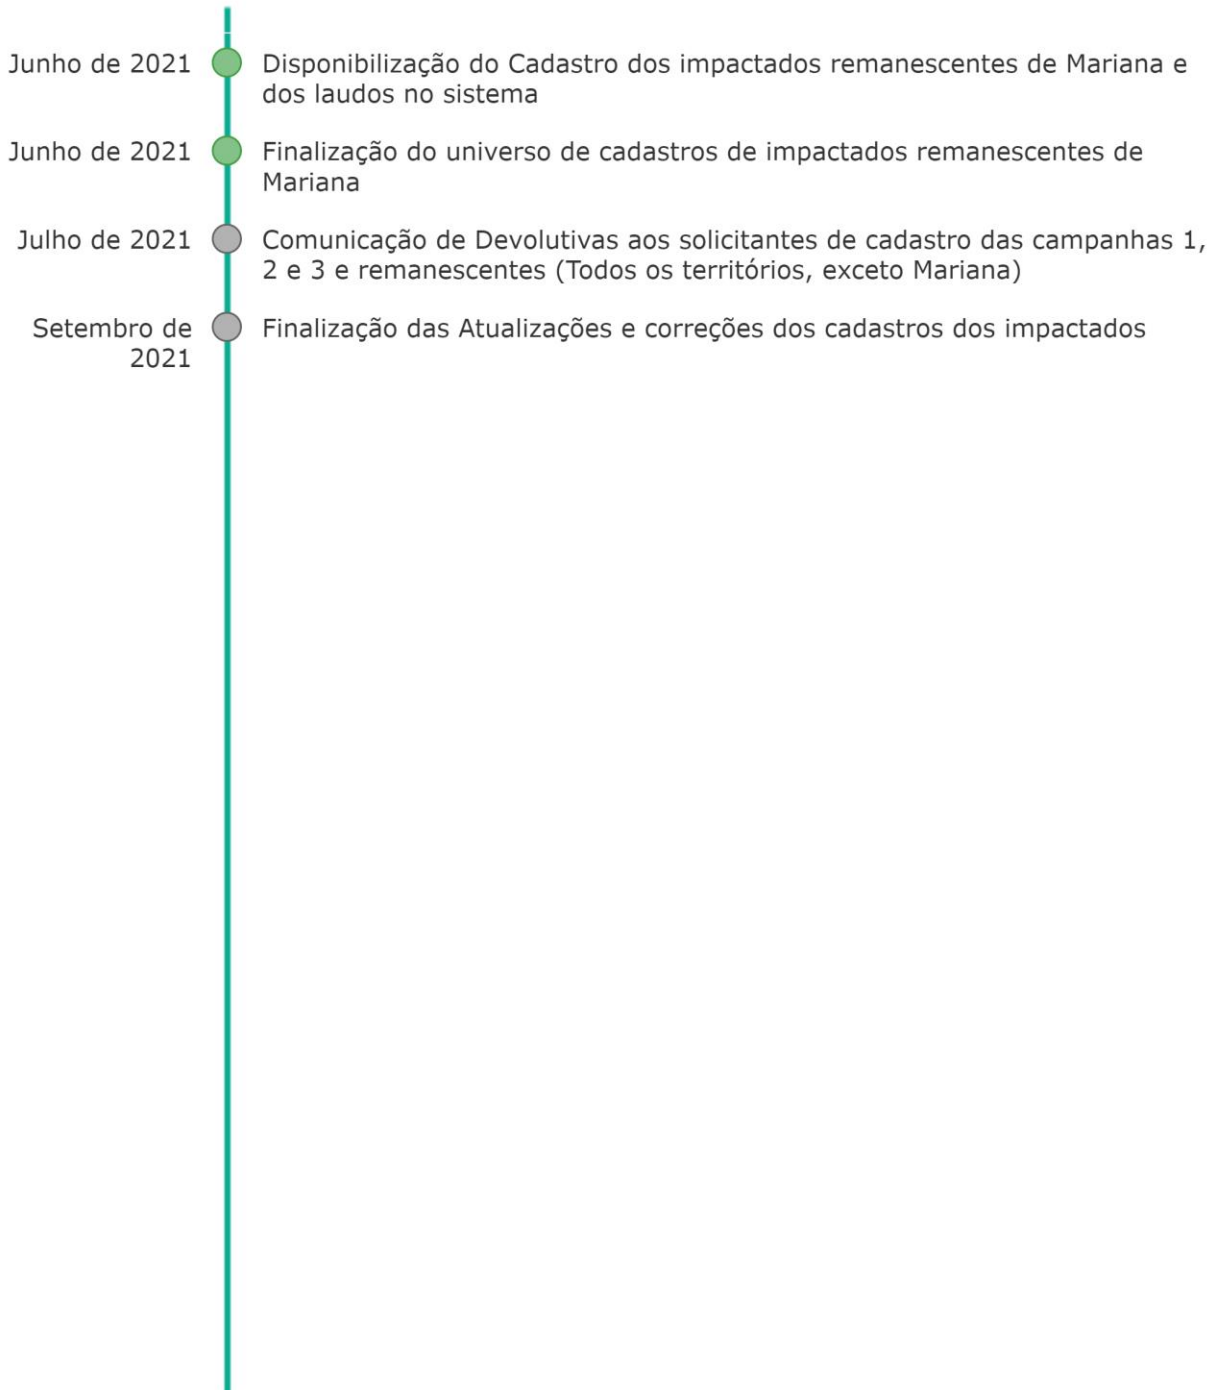 Junho de 2021
Disponibilização do Cadastro dos impactados remanescentes de Mariana e
dos laudos no sistema
Junho de 2021
Finalização do universo de cadastros de impactados remanescentes de
Mariana
Julho de 2021
Comunicação de Devolutivas aos solicitantes de cadastro das campanhas 1,
2 e 3 e remanescentes (Todos os territórios, exceto Mariana)
Setembro de
2021
Finalização das Atualizações e correções dos cadastros dos impactados